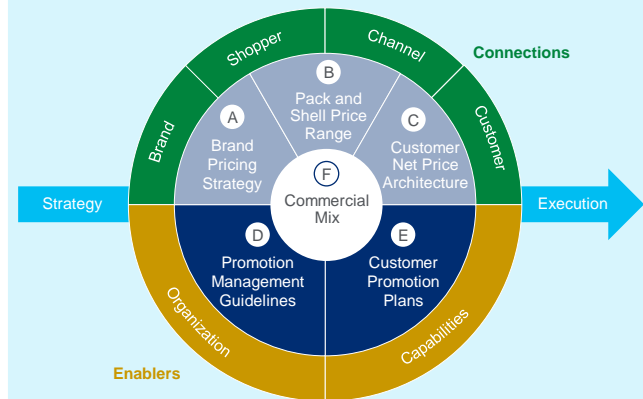 Shopper
Channel
Connections
Brand
Customer
A
Brand
Pricing
Strategy
B
Pack and
Shell Price
Range
C
Customer
Net Price
Architecture
F
Commercial
Mix
Strategy
Execution
D
Promotion
Management
Guidelines
E
Customer
Promotion
Plans
Organization
Capabilities
Enablers